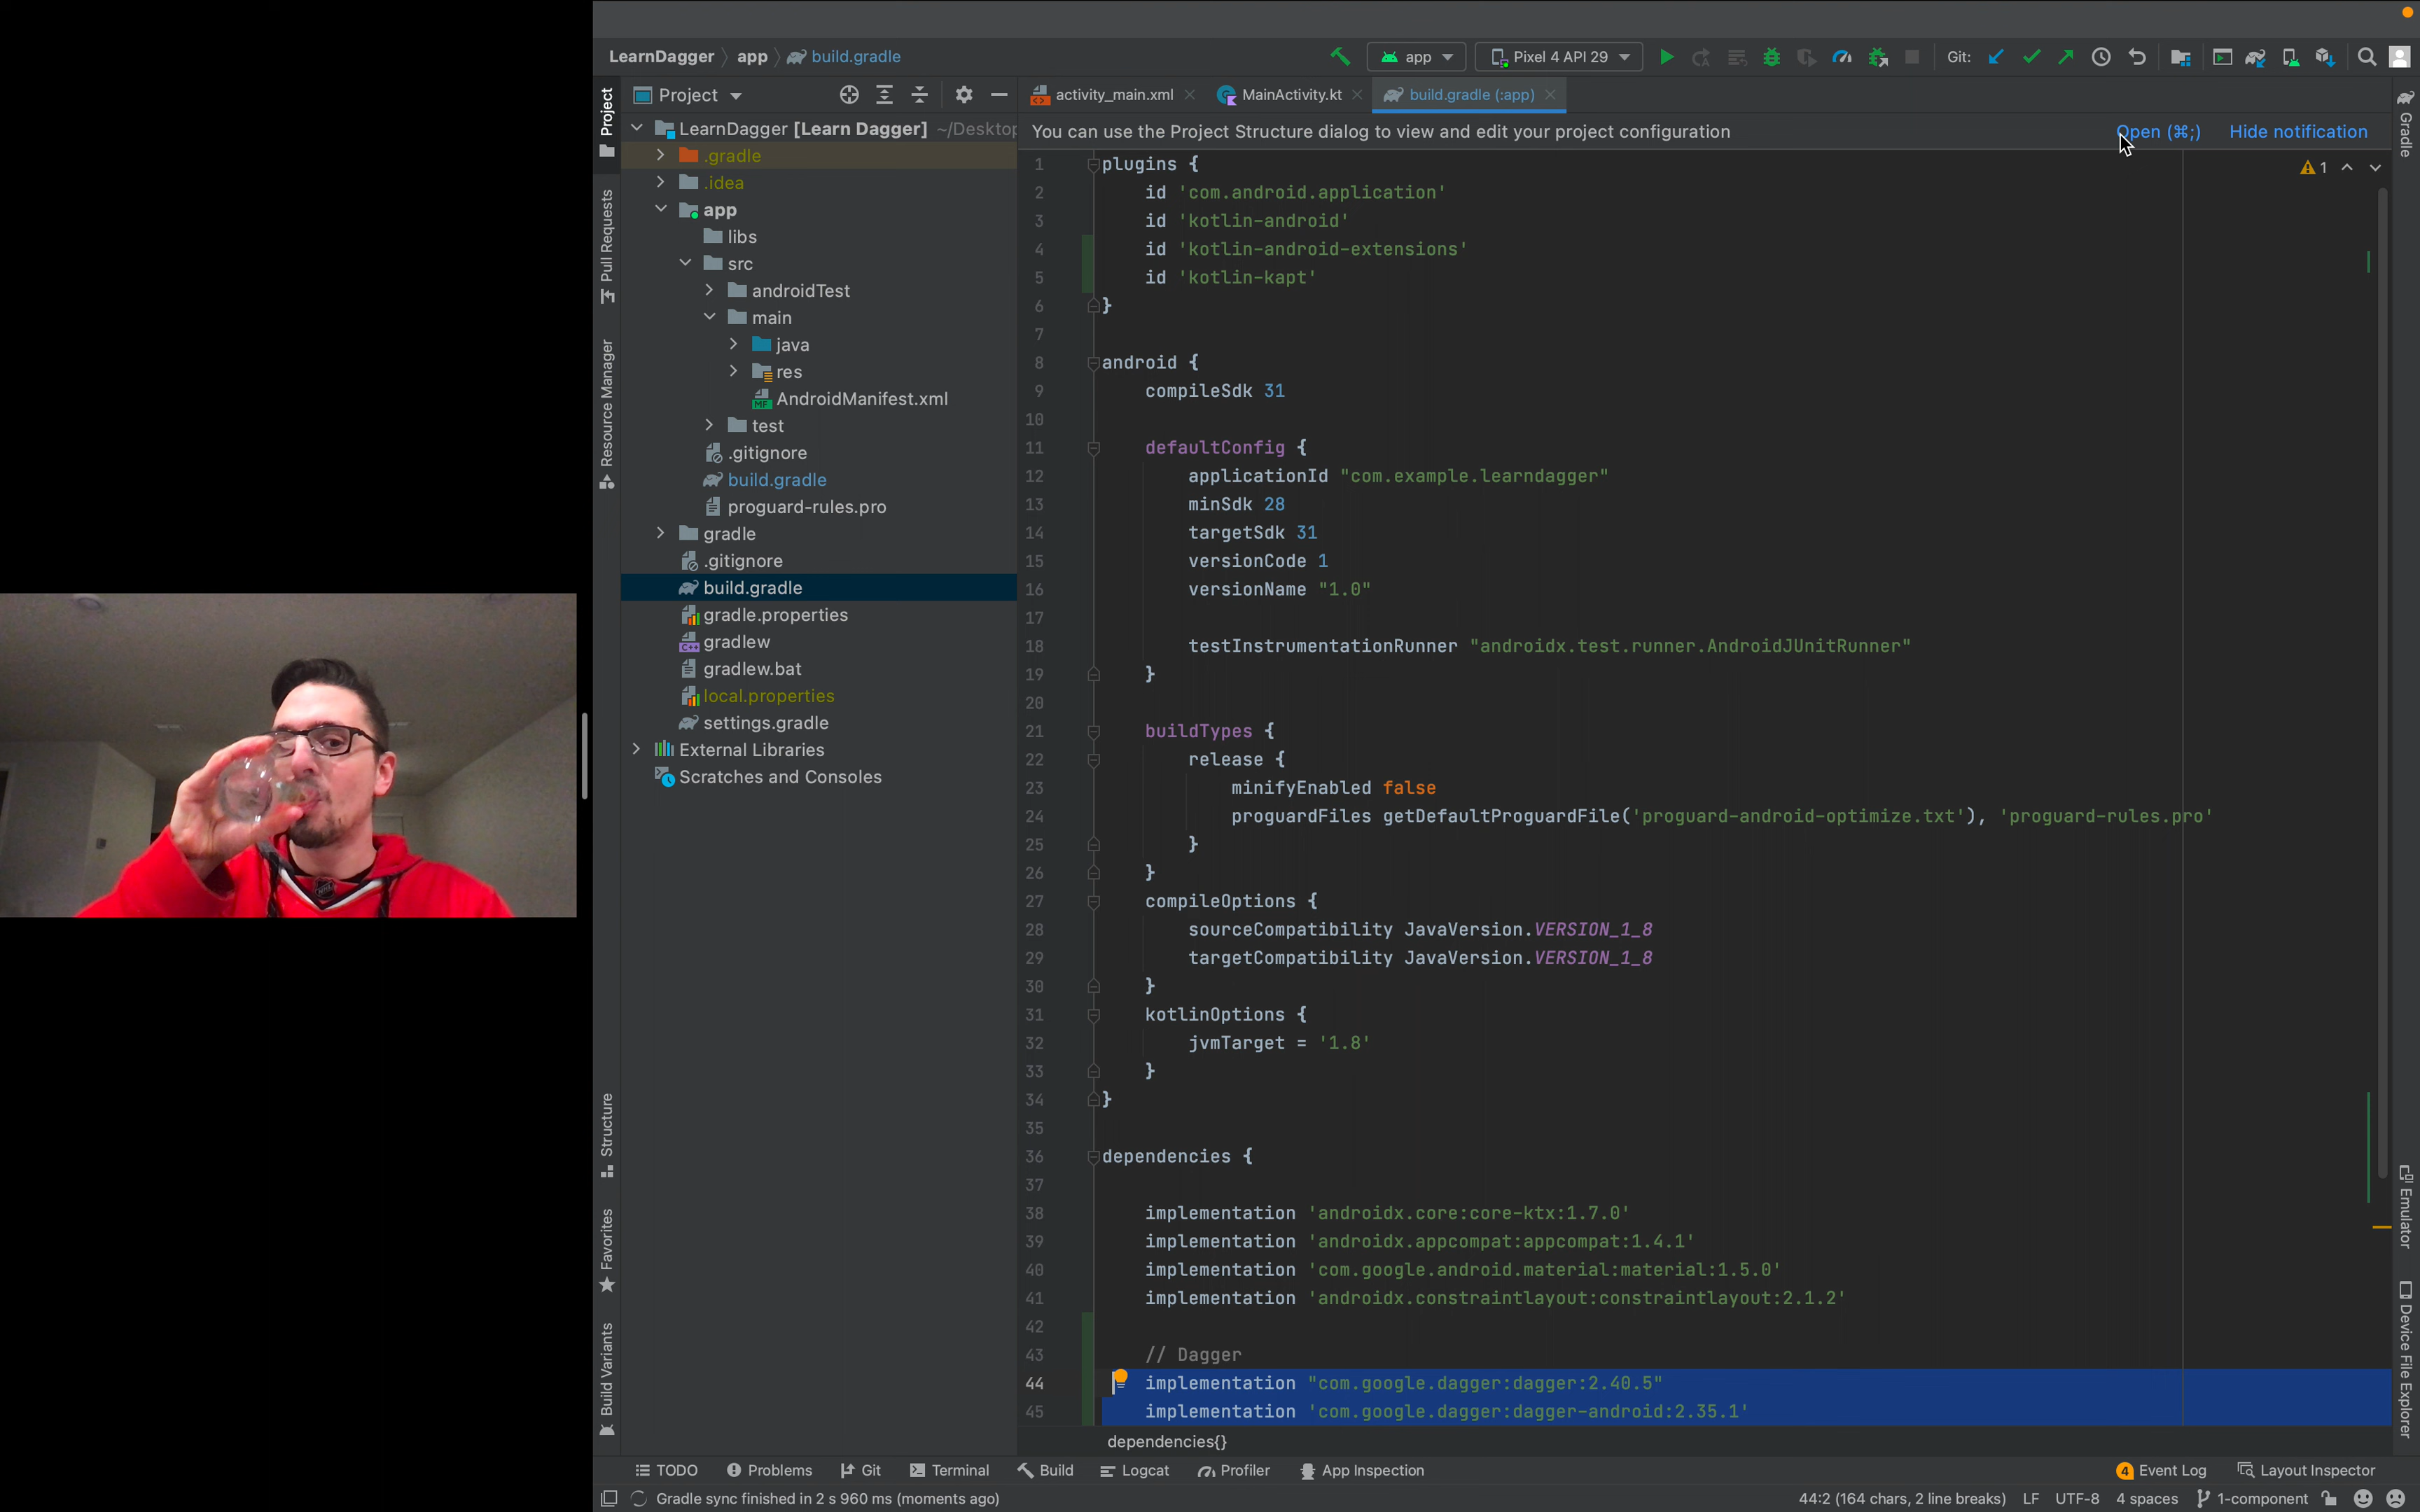 LearnDagger app build.gradle
app
Pixel 4 API 29
Git:
Project
activity_main.xml
MainActivity.kt
build.gradle (:app)
LearnDagger [Learn Dagger] ~/Desktop
You can use the Project Structure dialog to view and edit your project configuration
Open (⌘;)
Hide notification
.gradle
.idea
app
libs
src
androidTest
main
java
res
AndroidManifest.xml
test
.gitignore
build.gradle
proguard-rules.pro
gradle
.gitignore
build.gradle
gradle.properties
gradlew
gradlew.bat
local.properties
settings.gradle
External Libraries
Scratches and Consoles
Project
Pull Requests
Resource Manager
Structure
Favorites
Build Variants
1
1 plugins {
2 id 'com.android.application'
3 id 'kotlin-android'
4 id 'kotlin-android-extensions'
5 id 'kotlin-kapt'
6 }
7
8 android {
9 compileSdk 31
10
11 defaultConfig {
12 applicationId "com.example.learndagger"
13 minSdk 28
14 targetSdk 31
15 versionCode 1
16 versionName "1.0"
17
18 testInstrumentationRunner "androidx.test.runner.AndroidJUnitRunner"
19 }
20
21 buildTypes {
22 release {
23 minifyEnabled false
24 proguardFiles getDefaultProguardFile('proguard-android-optimize.txt'), 'proguard-rules.pro'
25 }
26 }
27 compileOptions {
28 sourceCompatibility JavaVersion.VERSION_1_8
29 targetCompatibility JavaVersion.VERSION_1_8
30 }
31 kotlinOptions {
32 jvmTarget = '1.8'
33 }
34 }
35
36 dependencies {
37
38 implementation 'androidx.core:core-ktx:1.7.0'
39 implementation 'androidx.appcompat:appcompat:1.4.1'
40 implementation 'com.google.android.material:material:1.5.0'
41 implementation 'androidx.constraintlayout:constraintlayout:2.1.2'
42
43 // Dagger
44 implementation "com.google.dagger:dagger:2.40.5"
45 implementation 'com.google.dagger:dagger-android:2.35.1'
dependencies{}
Gradle
Emulator
Device File Explorer
TODO
Problems
Git
Terminal
Build
Logcat
Profiler
App Inspection
4 Event Log
Layout Inspector
Gradle sync finished in 2 s 960 ms (moments ago)
44:2 (164 chars, 2 line breaks)
LF
UTF-8
4 spaces
1-component